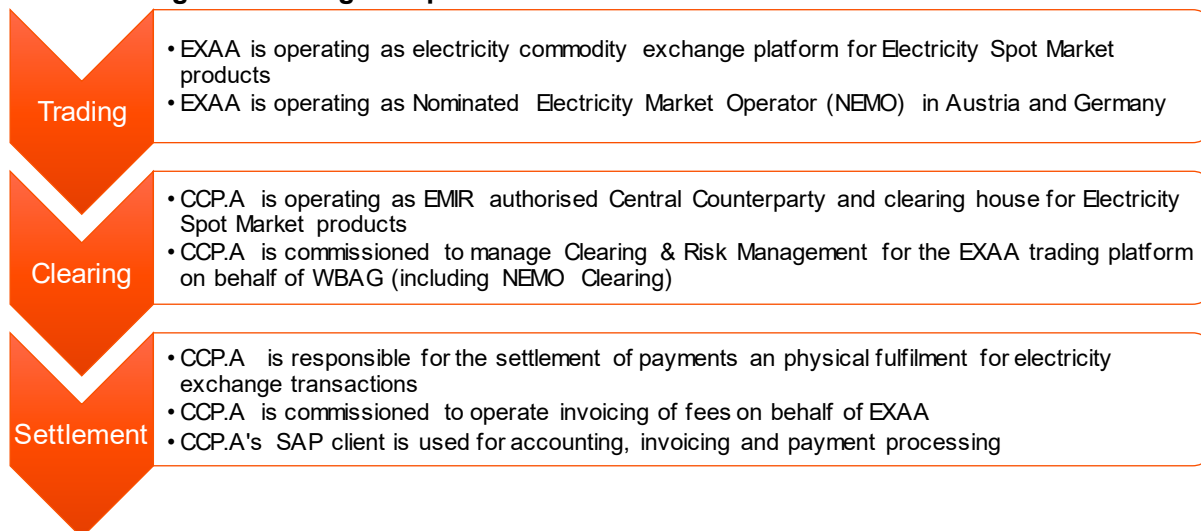 Trading
• EXAA is operating as electricity commodity exchange platform for Electricity Spot Market
products
• EXAA is operating as Nominated Electricity Market Operator (NEMO) in Austria and Germany
Clearing
• CCP.A is operating as EMIR authorised Central Counterparty and clearing house for Electricity
Spot Market products
• CCP.A is commissioned to manage Clearing & Risk Management for the EXAA trading platform
on behalf of WBAG (including NEMO Clearing)
Settlement
• CCP.A is responsible for the settlement of payments an physical fulfilment for electricity
exchange transactions
• CCP.A is commissioned to operate invoicing of fees on behalf of EXAA
• CCP.A's SAP client is used for accounting, invoicing and payment processing